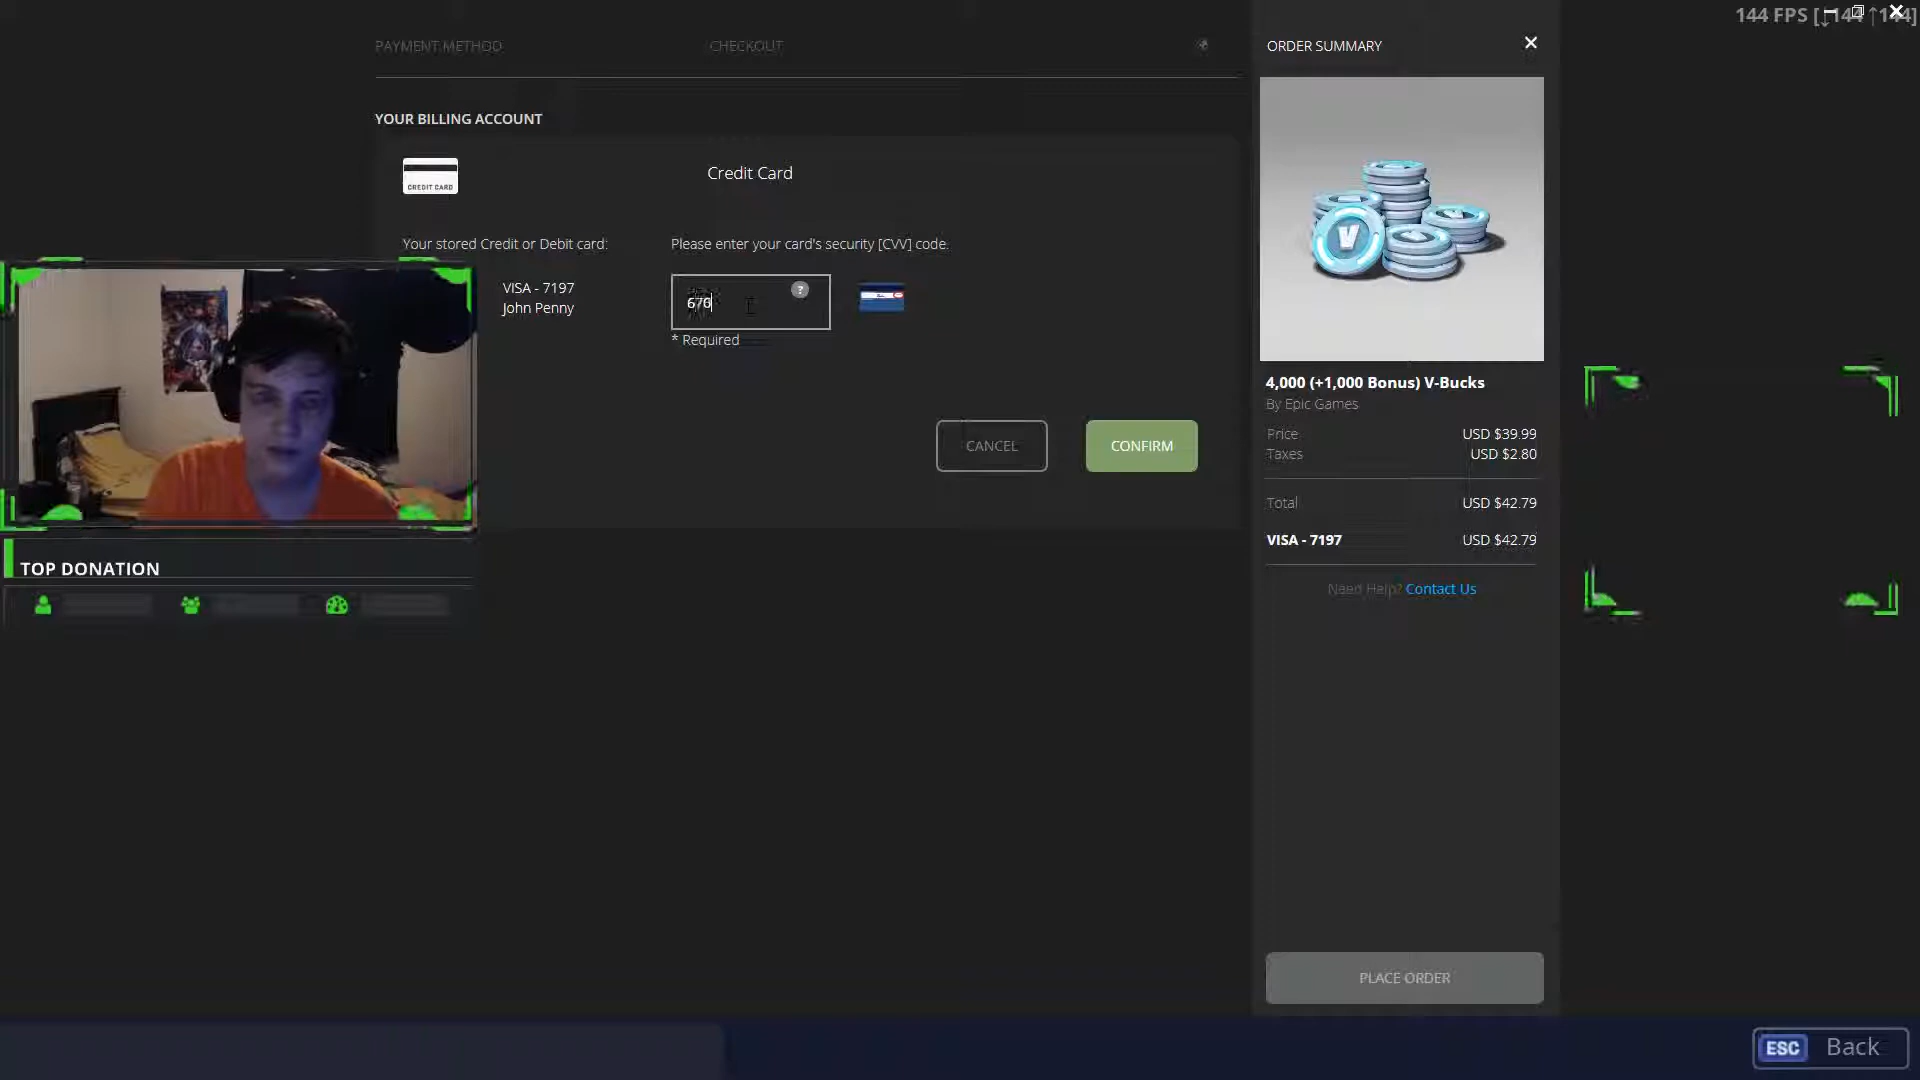 PAYMENT METHOD
CHECKOUT
YOUR BILLING ACCOUNT
CREDIT CARD
Credit Card
Your stored Credit or Debit card:
Please enter your card's security [CVV] code.
VISA - 7197
John Penny
?
* Required
CANCEL
CONFIRM
TOP DONATION
144 FPS
ORDER SUMMARY
4,000 (+1,000 Bonus) V-Bucks
By Epic Games
Price USD $39.99
Taxes USD $2.80
Total USD $42.79
VISA - 7197 USD $42.79
Need Help? Contact Us
PLACE ORDER
ESC Back